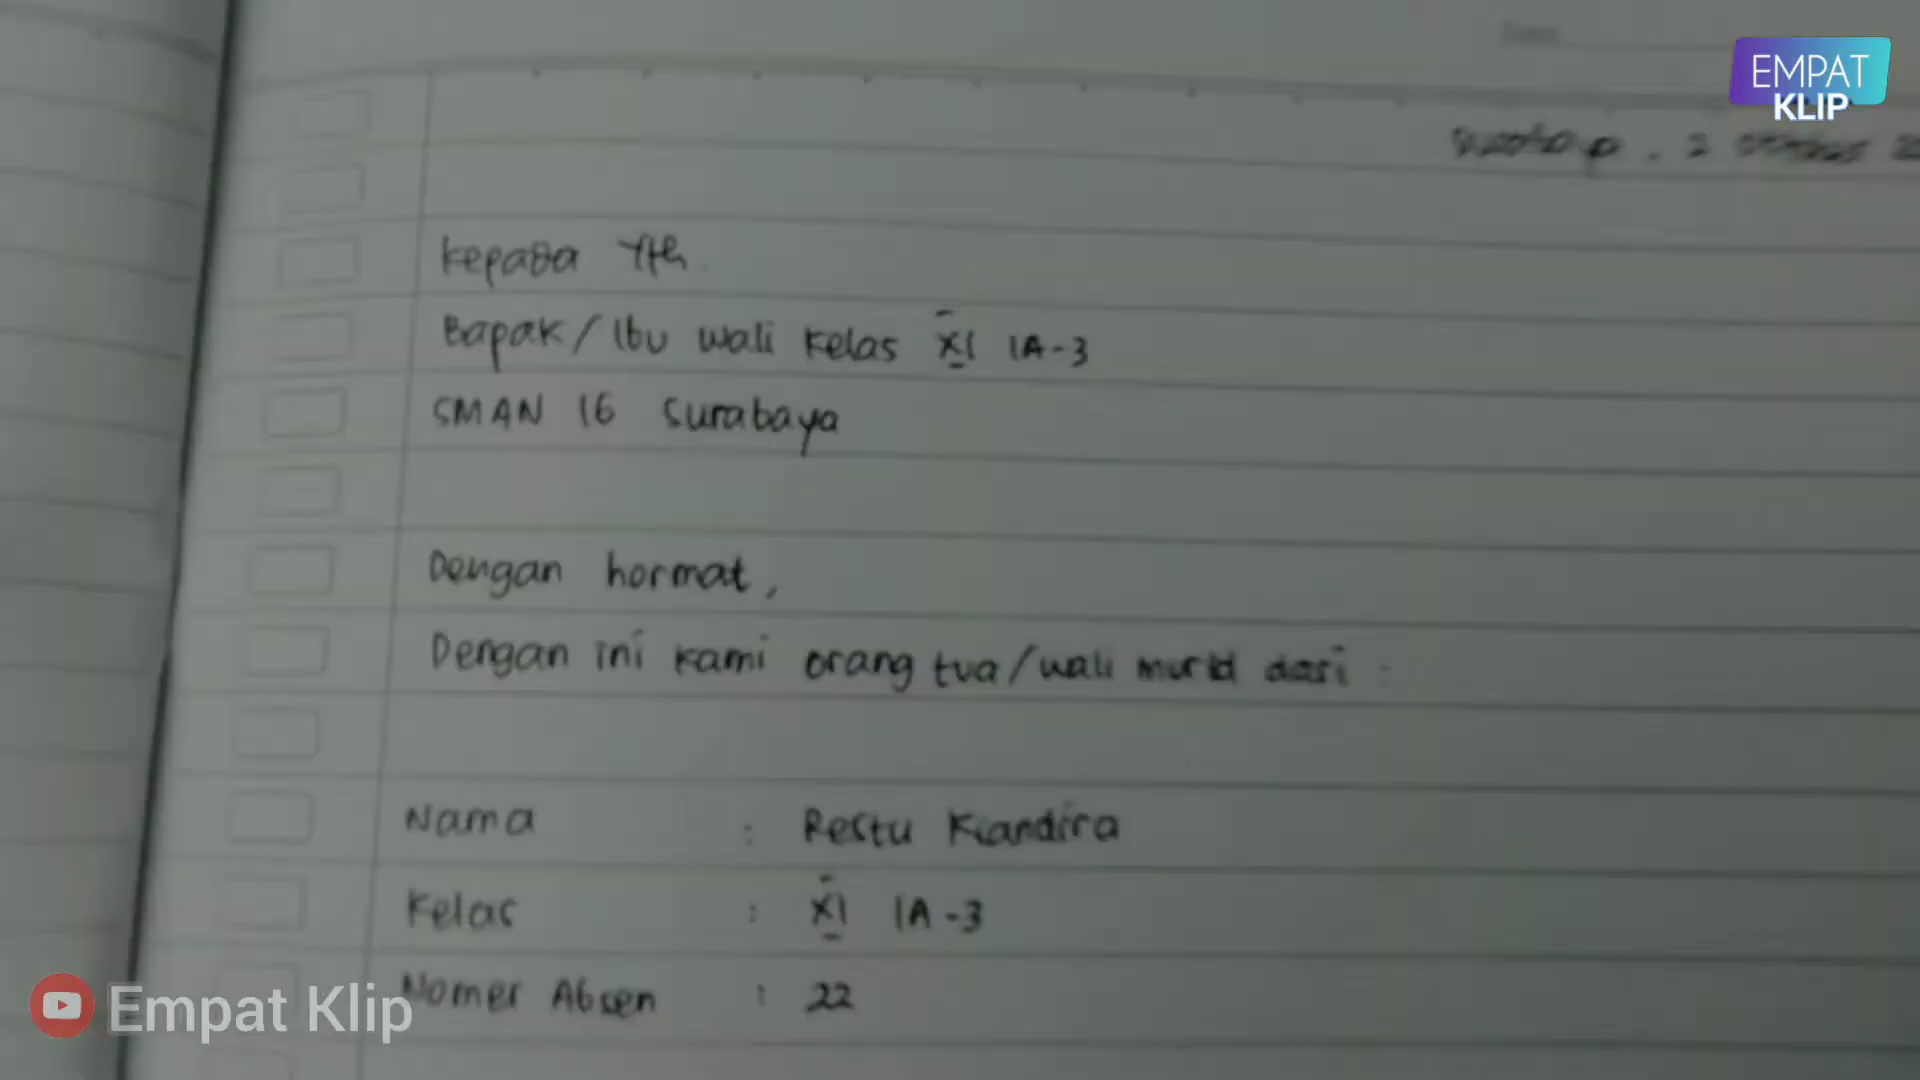 EMPAT
KLIP
Kepada Yth.
Bapak/Ibu wali kelas XI IA-3
SMAN 16 Surabaya
Dengan hormat,
Dengan ini kami orang tua/wali murid dari :
Nama : Restu Kiandira
Kelas : XI IA-3
Nomer Absen : 22
Empat Klip